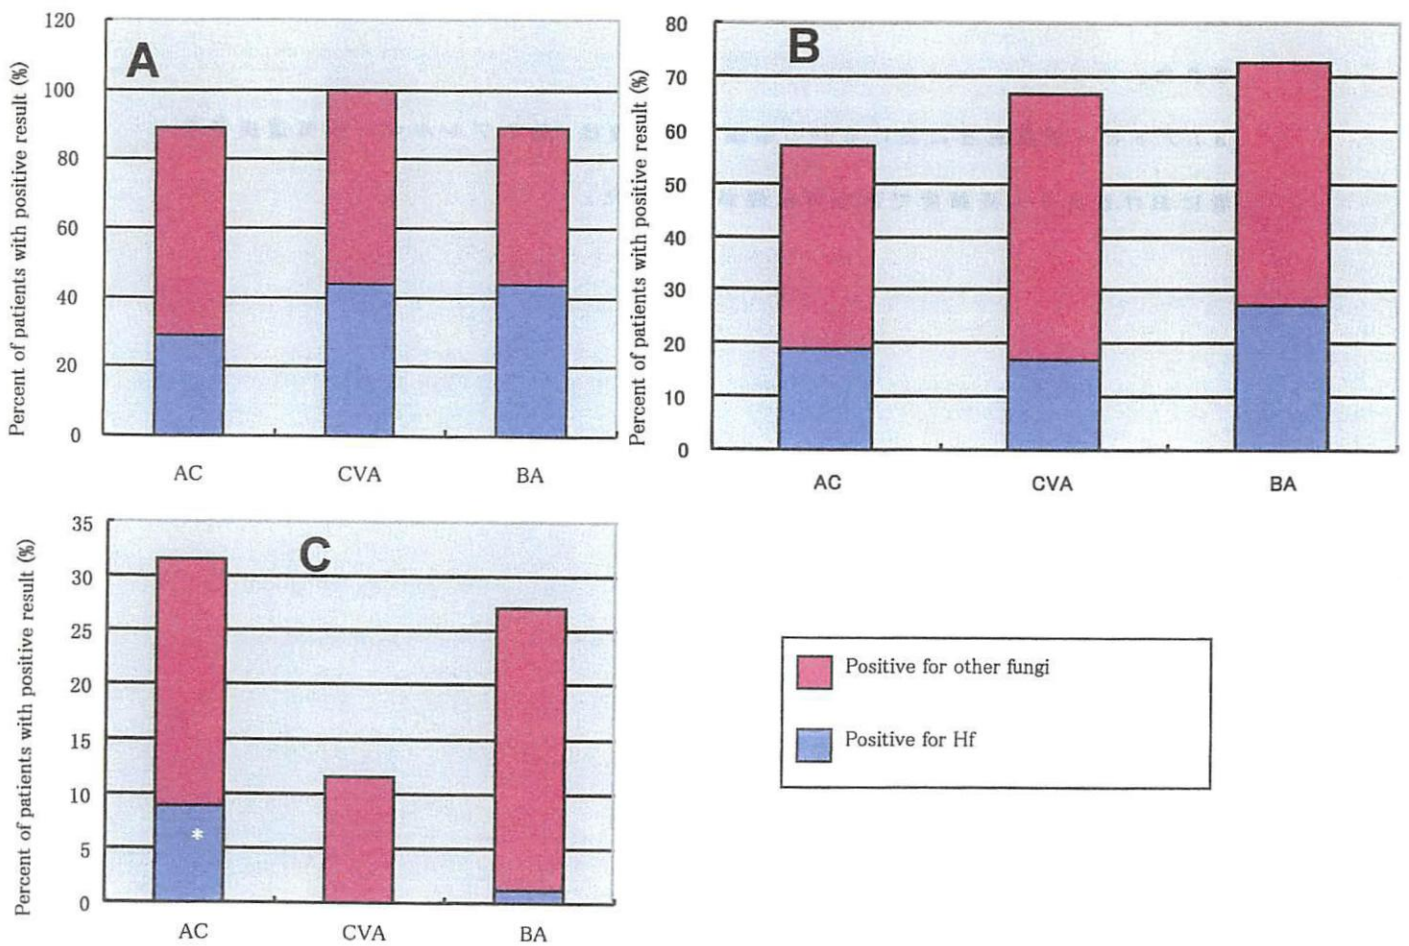 A
Percent of patients with positive result (%)
120
100
80
60
40
20
0
AC CVA BA
B
Percent of patients with positive result (%)
80
70
60
50
40
30
20
10
0
AC CVA BA
C
Percent of patients with positive result (%)
35
30
25
20
15
10
5
0
*
AC CVA BA
Positive for other fungi
Positive for Hf